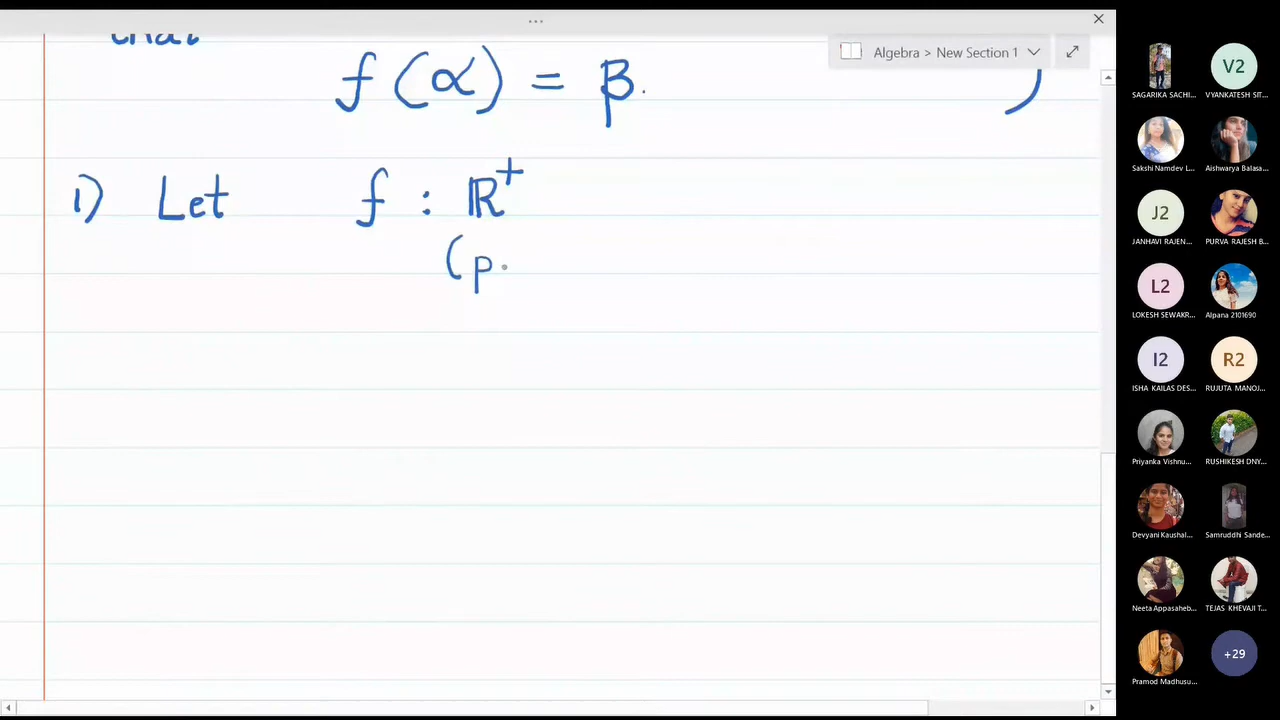 that
f(α) = β.
)
1) Let f : ℝ⁺
(p
Algebra > New Section 1
SAGARIKA SACHI...
V2
VYANKATESH SIT...
Sakshi Namdev L...
Aishwarya Balasa...
J2
JANHAVI RAJEN...
PURVA RAJESH B...
L2
LOKESH SEWAKR...
Alpana 2101690
I2
ISHA KAILAS DES...
R2
RUJUTA MANOJ...
Priyanka Vishnu...
RUSHIKESH DNY...
Devyani Kaushal...
Samruddhi Sande...
Neeta Appasaheb...
TEJAS KHEVAJI T...
Pramod Madhusu...
+29